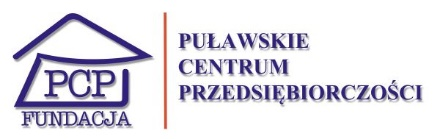 PCP
FUNDACJA
PUŁAWSKIE
CENTRUM
PRZEDSIĘBIORCZOŚCI